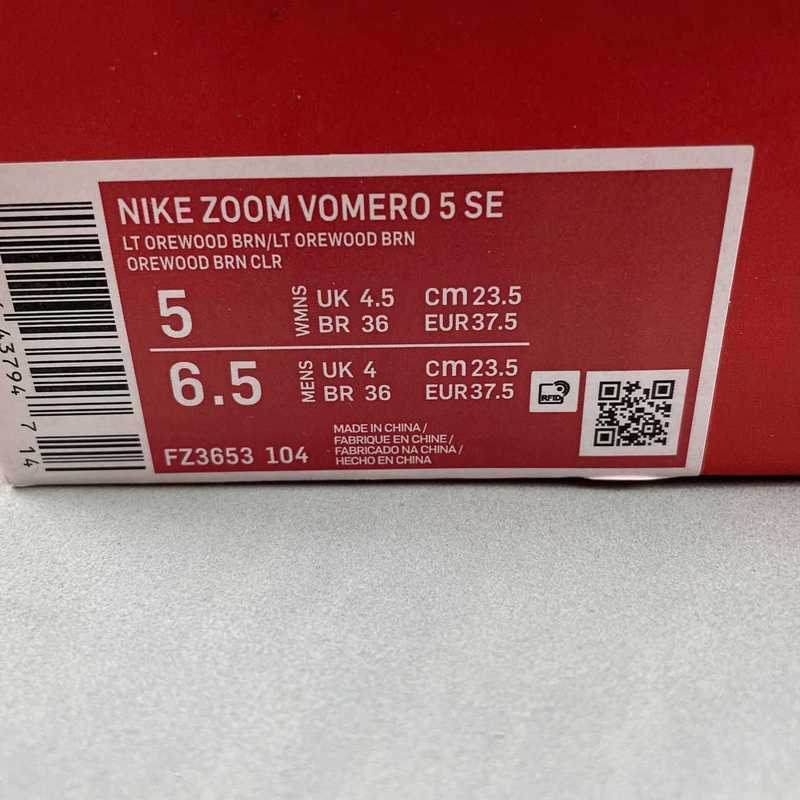 NIKE ZOOM VOMERO 5 SE
LT OREWOOD BRN/LT OREWOOD BRN
OREWOOD BRN CLR
5 WMNS UK 4.5 cm 23.5
BR 36 EUR 37.5
6.5 MENS UK 4 cm 23.5
BR 36 EUR 37.5
RFID
FZ3653 104
MADE IN CHINA /
FABRIQUE EN CHINE /
FABRICADO NA CHINA /
HECHO EN CHINA
43794 714